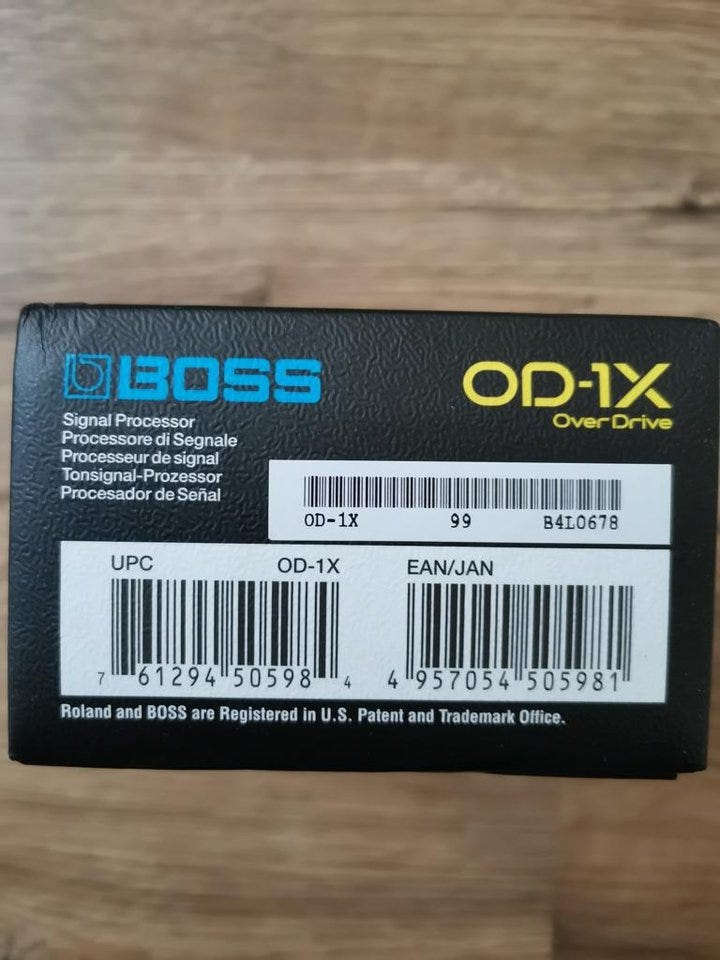 BOSS
OD-1X
OverDrive
Signal Processor
Processore di Segnale
Processeur de signal
Tonsignal-Prozessor
Procesador de Señal
OD-1X 99 B4L0678
UPC OD-1X EAN/JAN
7 61294 50598 4 4 957054 505981
Roland and BOSS are Registered in U.S. Patent and Trademark Office.